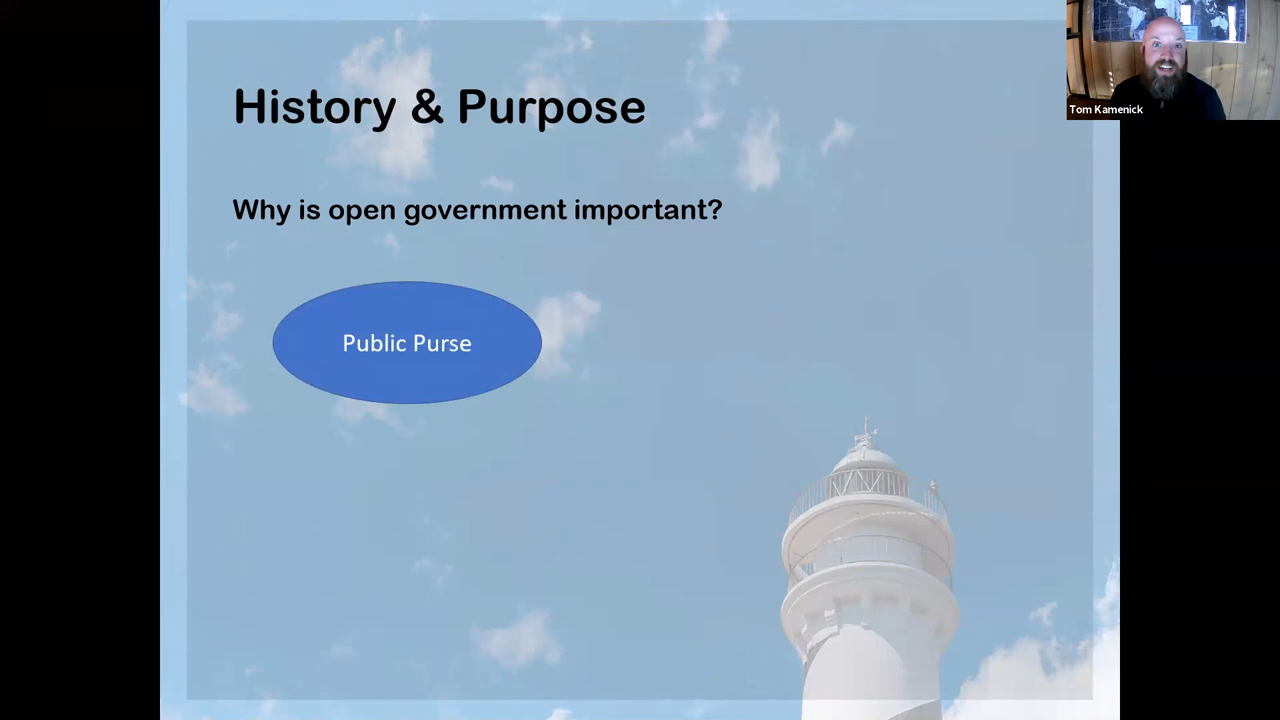 History & Purpose
Why is open government important?
Public Purse
Tom Kamenick